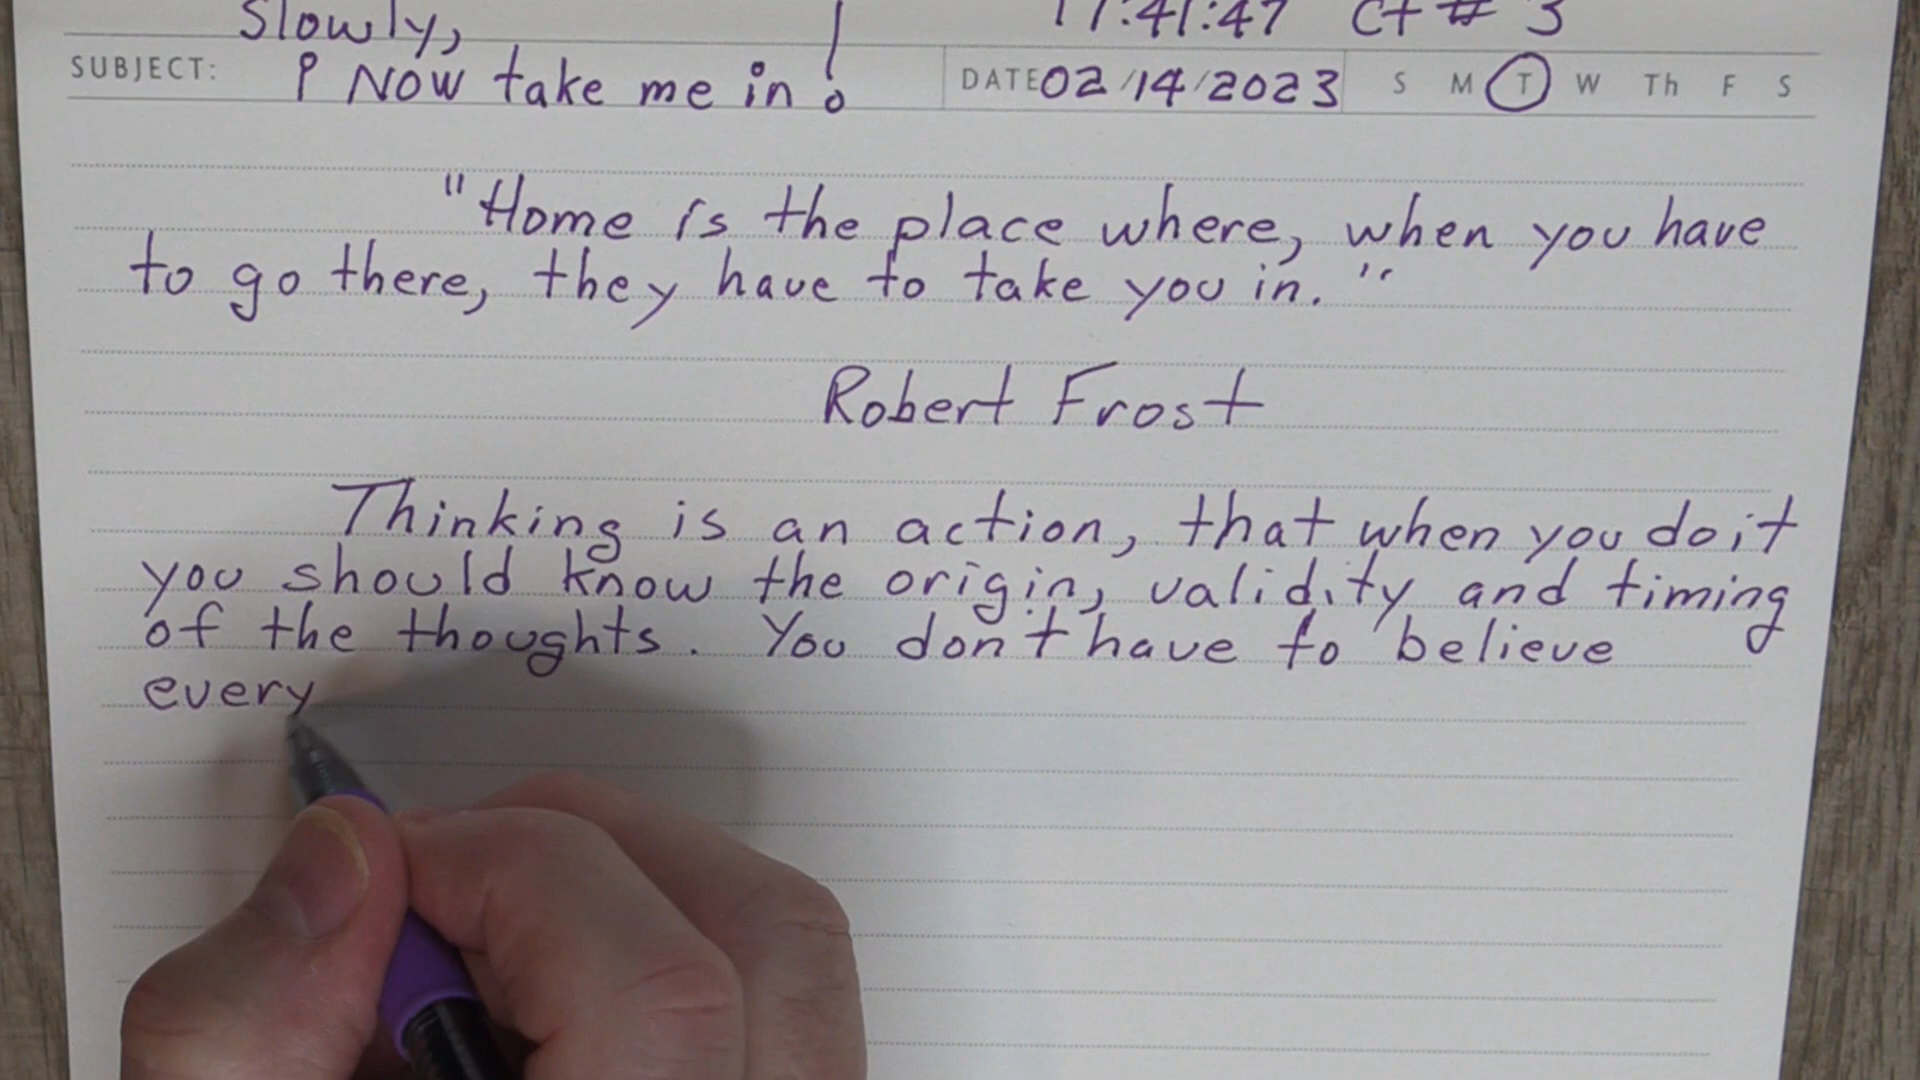 Slowly, 17:41:47 Ct # 3
SUBJECT: ? Now take me in! DATE 02/14/2023 S M T W Th F S
"Home is the place where, when you have
to go there, they have to take you in."
Robert Frost
Thinking is an action, that when you do it
you should know the origin, validity and timing
of the thoughts. You don't have to believe
every